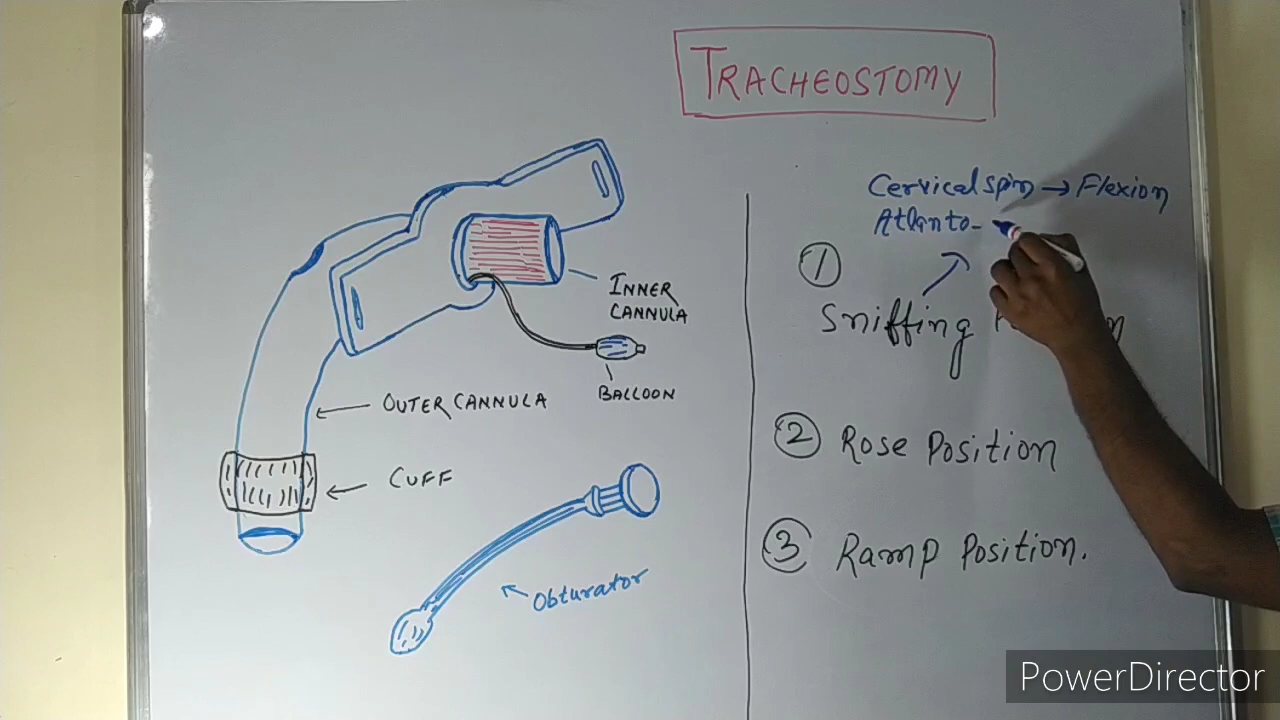 TRACHEOSTOMY
INNER
CANNULA
BALLOON
OUTER CANNULA
CUFF
Obturator
Cervical spin → Flexion
Atlanto-
1
Sniffing
2 Rose Position
3 Ramp Position.
PowerDirector